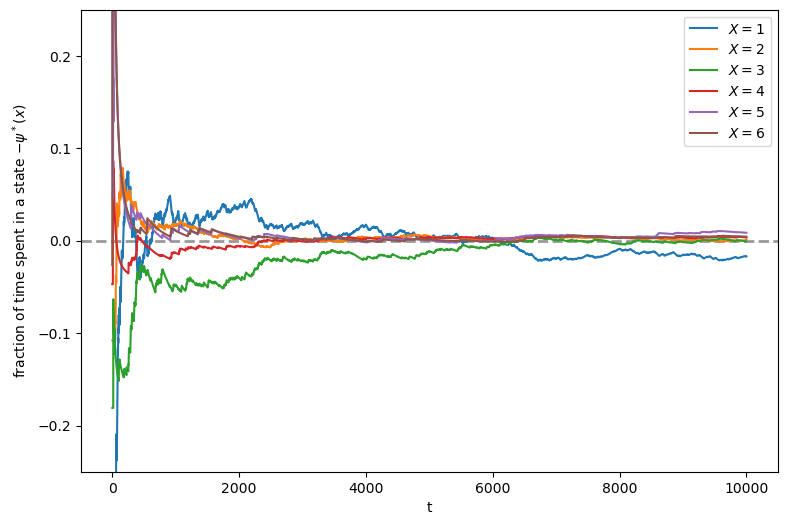 fraction of time spent in a state −ψ*(x)
0.2
0.1
0.0
−0.1
−0.2
0
2000
4000
6000
8000
10000
t
X = 1
X = 2
X = 3
X = 4
X = 5
X = 6